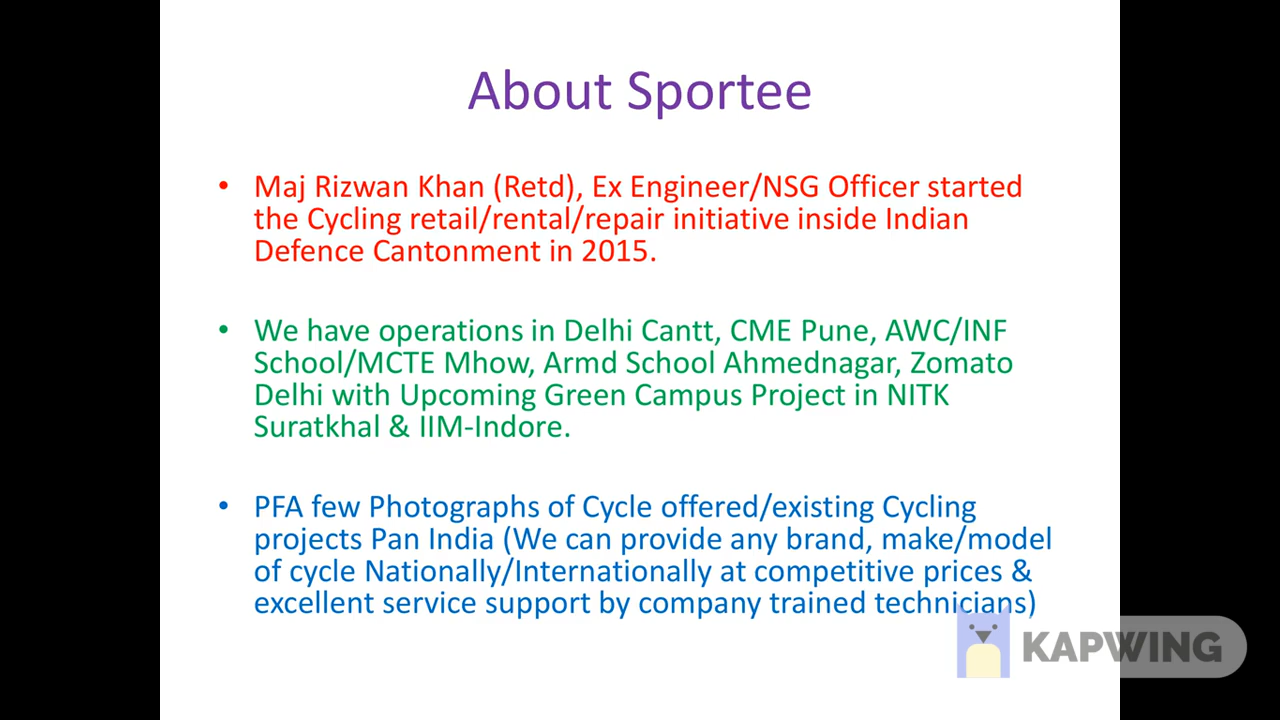 About Sportee
• Maj Rizwan Khan (Retd), Ex Engineer/NSG Officer started
the Cycling retail/rental/repair initiative inside Indian
Defence Cantonment in 2015.
• We have operations in Delhi Cantt, CME Pune, AWC/INF
School/MCTE Mhow, Armd School Ahmednagar, Zomato
Delhi with Upcoming Green Campus Project in NITK
Suratkhal & IIM-Indore.
• PFA few Photographs of Cycle offered/existing Cycling
projects Pan India (We can provide any brand, make/model
of cycle Nationally/Internationally at competitive prices &
excellent service support by company trained technicians)
KAPWING